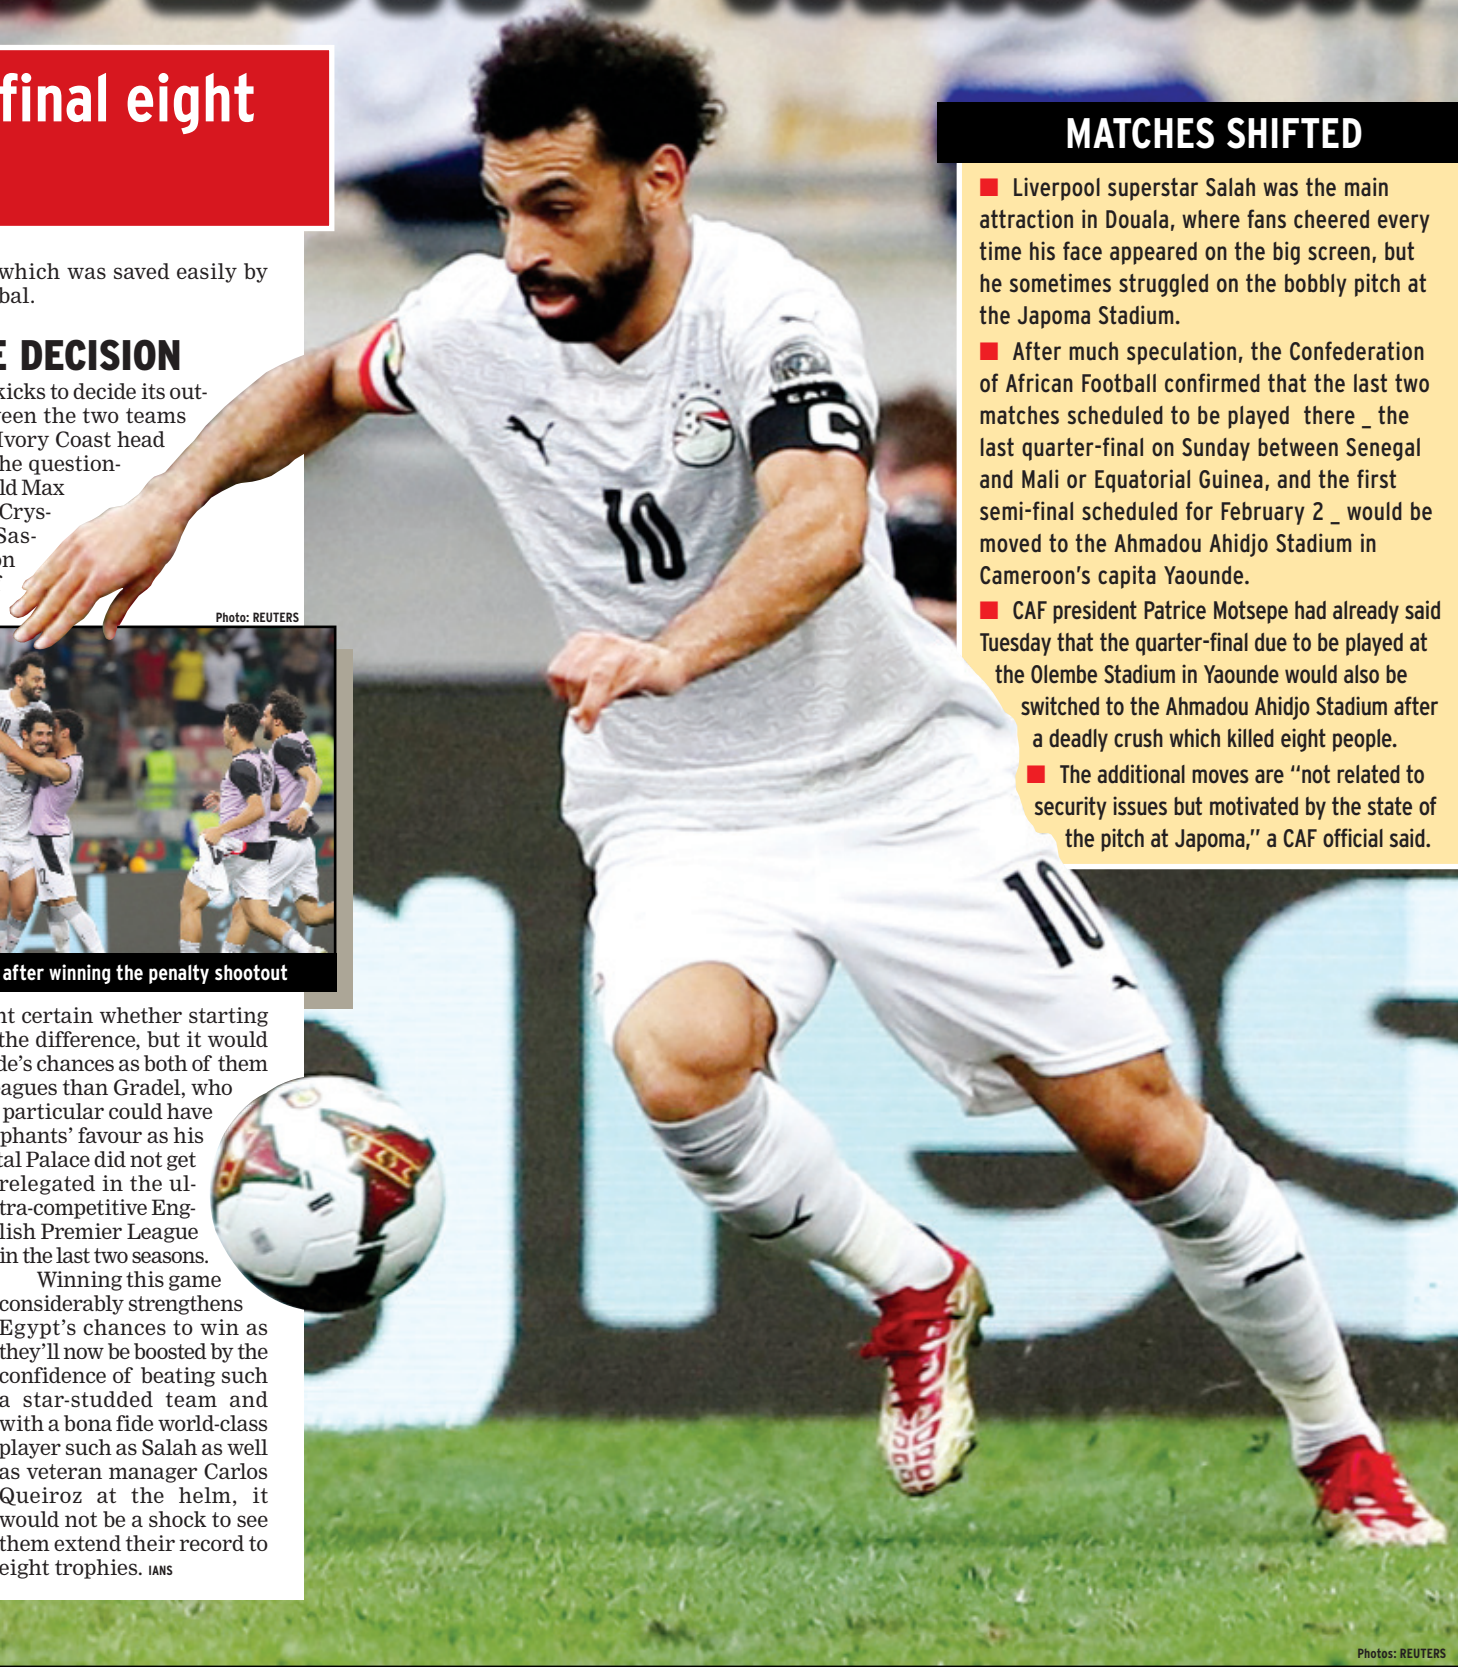 final eight
which was saved easily by
bal.
E DECISION
kicks to decide its out-
een the two teams
Ivory Coast head
he question-
ld Max
Crys-
Sas-
on
Photo: REUTERS
after winning the penalty shootout
nt certain whether starting
the difference, but it would
de's chances as both of them
eagues than Gradel, who
particular could have
phants' favour as his
tal Palace did not get
relegated in the ul-
tra-competitive Eng-
lish Premier League
in the last two seasons.
Winning this game
considerably strengthens
Egypt's chances to win as
they'll now be boosted by the
confidence of beating such
a star-studded team and
with a bona fide world-class
player such as Salah as well
as veteran manager Carlos
Queiroz at the helm, it
would not be a shock to see
them extend their record to
eight trophies. IANS
C
10
10
MATCHES SHIFTED
■ Liverpool superstar Salah was the main
attraction in Douala, where fans cheered every
time his face appeared on the big screen, but
he sometimes struggled on the bobbly pitch at
the Japoma Stadium.
■ After much speculation, the Confederation
of African Football confirmed that the last two
matches scheduled to be played there _ the
last quarter-final on Sunday between Senegal
and Mali or Equatorial Guinea, and the first
semi-final scheduled for February 2 _ would be
moved to the Ahmadou Ahidjo Stadium in
Cameroon's capita Yaounde.
■ CAF president Patrice Motsepe had already said
Tuesday that the quarter-final due to be played at
the Olembe Stadium in Yaounde would also be
switched to the Ahmadou Ahidjo Stadium after
a deadly crush which killed eight people.
■ The additional moves are "not related to
security issues but motivated by the state of
the pitch at Japoma," a CAF official said.
Photos: REUTERS